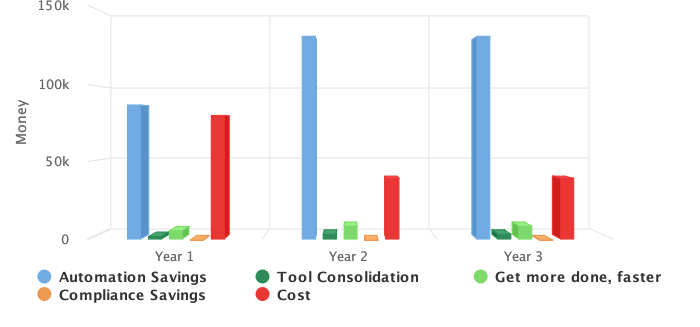 150k
100k
50k
0
Money
Year 1
Year 2
Year 3
Automation Savings
Tool Consolidation
Get more done, faster
Compliance Savings
Cost